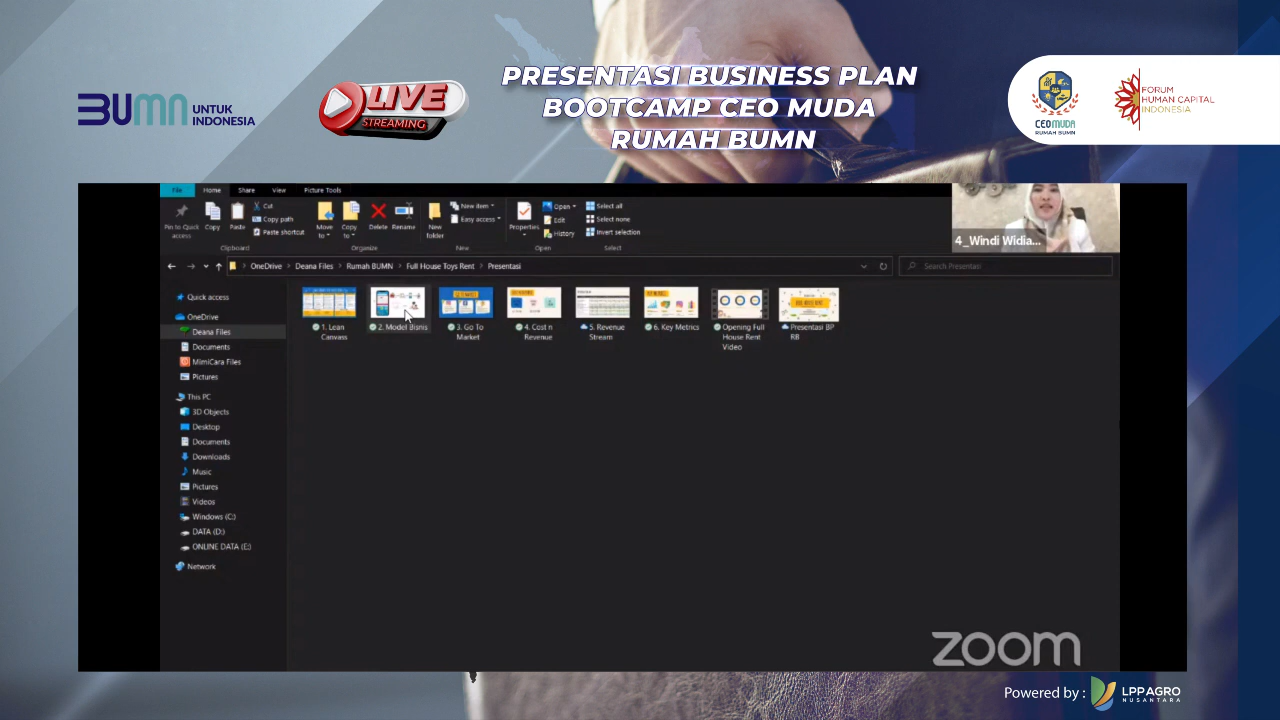 BUMN UNTUK
INDONESIA
LIVE
STREAMING
PRESENTASI BUSINESS PLAN
BOOTCAMP CEO MUDA
RUMAH BUMN
CEOMUDA
RUMAH BUMN
FORUM
HUMAN CAPITAL
INDONESIA
File Home Share View Picture Tools
Pin to Quick
access
Copy
Paste
Cut
Copy path
Paste shortcut
Move
to
Copy
to
Delete
Rename
New
folder
New item
Easy access
Properties
Open
Edit
History
Select all
Select none
Invert selection
Clipboard Organize New Open Select
4_Windi Widia...
OneDrive > Deana Files > Rumah BUMN > Full House Toys Rent > Presentasi
Search Presentasi
Quick access
OneDrive
Deana Files
Documents
MimiCara Files
Pictures
This PC
3D Objects
Desktop
Documents
Downloads
Music
Pictures
Videos
Windows (C:)
DATA (D:)
ONLINE DATA (E:)
Network
1. Lean
Canvass
2. Model Bisnis
3. Go To
Market
4. Cost n
Revenue
5. Revenue
Stream
6. Key Metrics
Opening Full
House Rent
Video
Presentasi BP
RB
zoom
Powered by :
LPPAGRO
NUSANTARA